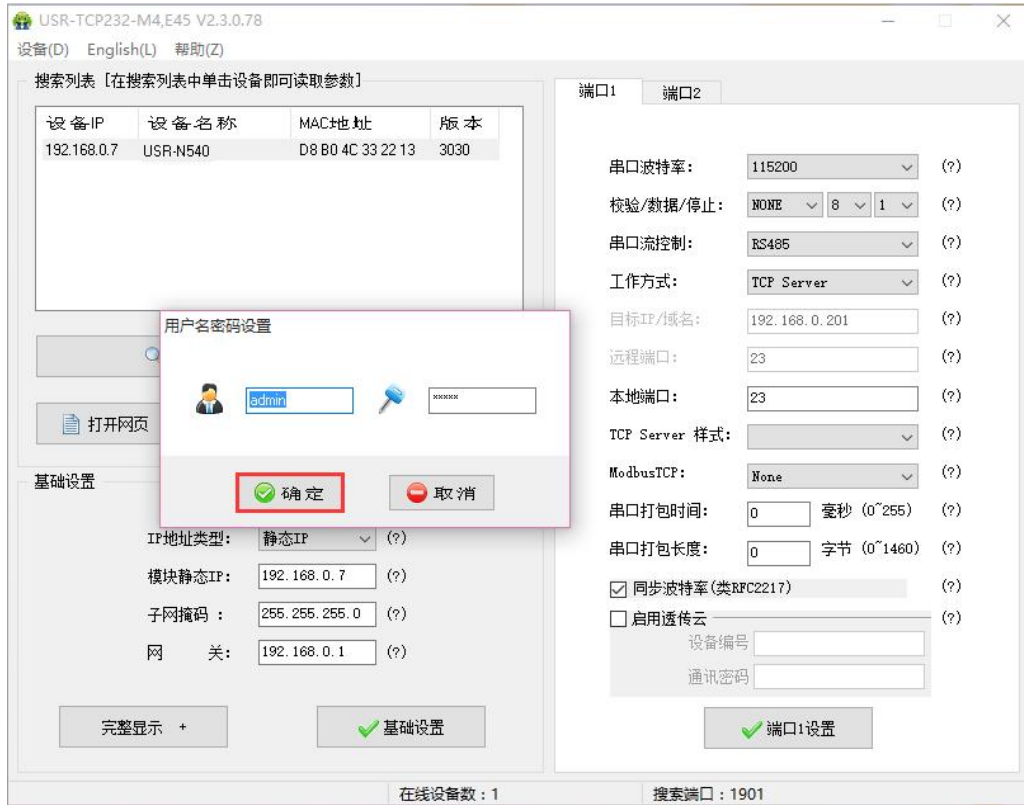 USR-TCP232-M4,E45 V2.3.0.78
设备(D) English(L) 帮助(Z)
搜索列表 [在搜索列表中单击设备即可读取参数]
设备IP 设备名称 MAC地址 版本
192.168.0.7 USR-N540 D8 B0 4C 33 22 13 3030
用户名密码设置
admin *****
确定 取消
打开网页
基础设置
IP地址类型: 静态IP (?)
模块静态IP: 192.168.0.7 (?)
子网掩码 : 255.255.255.0 (?)
网 关: 192.168.0.1 (?)
完整显示 + 基础设置
端口1 端口2
串口波特率: 115200 (?)
校验/数据/停止: NONE 8 1 (?)
串口流控制: RS485 (?)
工作方式: TCP Server (?)
目标IP/域名: 192.168.0.201 (?)
远程端口: 23 (?)
本地端口: 23 (?)
TCP Server 样式: (?)
ModbusTCP: None (?)
串口打包时间: 0 毫秒 (0~255) (?)
串口打包长度: 0 字节 (0~1460) (?)
同步波特率(类RFC2217) (?)
启用透传云 (?)
设备编号
通讯密码
端口1设置
在线设备数:1 搜索端口:1901